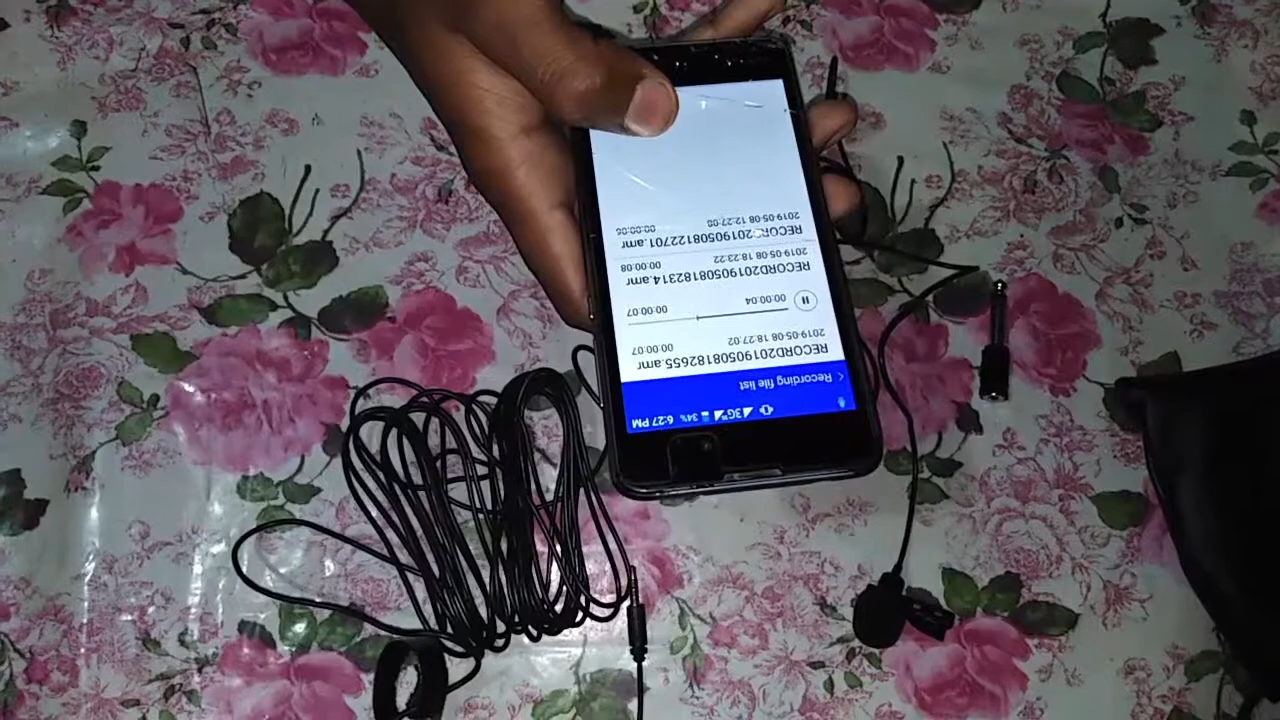 3G 34% 6:27 PM
Recording file list
RECORD20190508182655.amr
2019-05-08 18:27:02 00:00:07
00:00:04 00:00:07
RECORD20190508182314.amr
2019-05-08 18:23:22 00:00:08
RECORD20190508122701.amr
2019-05-08 12:27:08 00:00:06